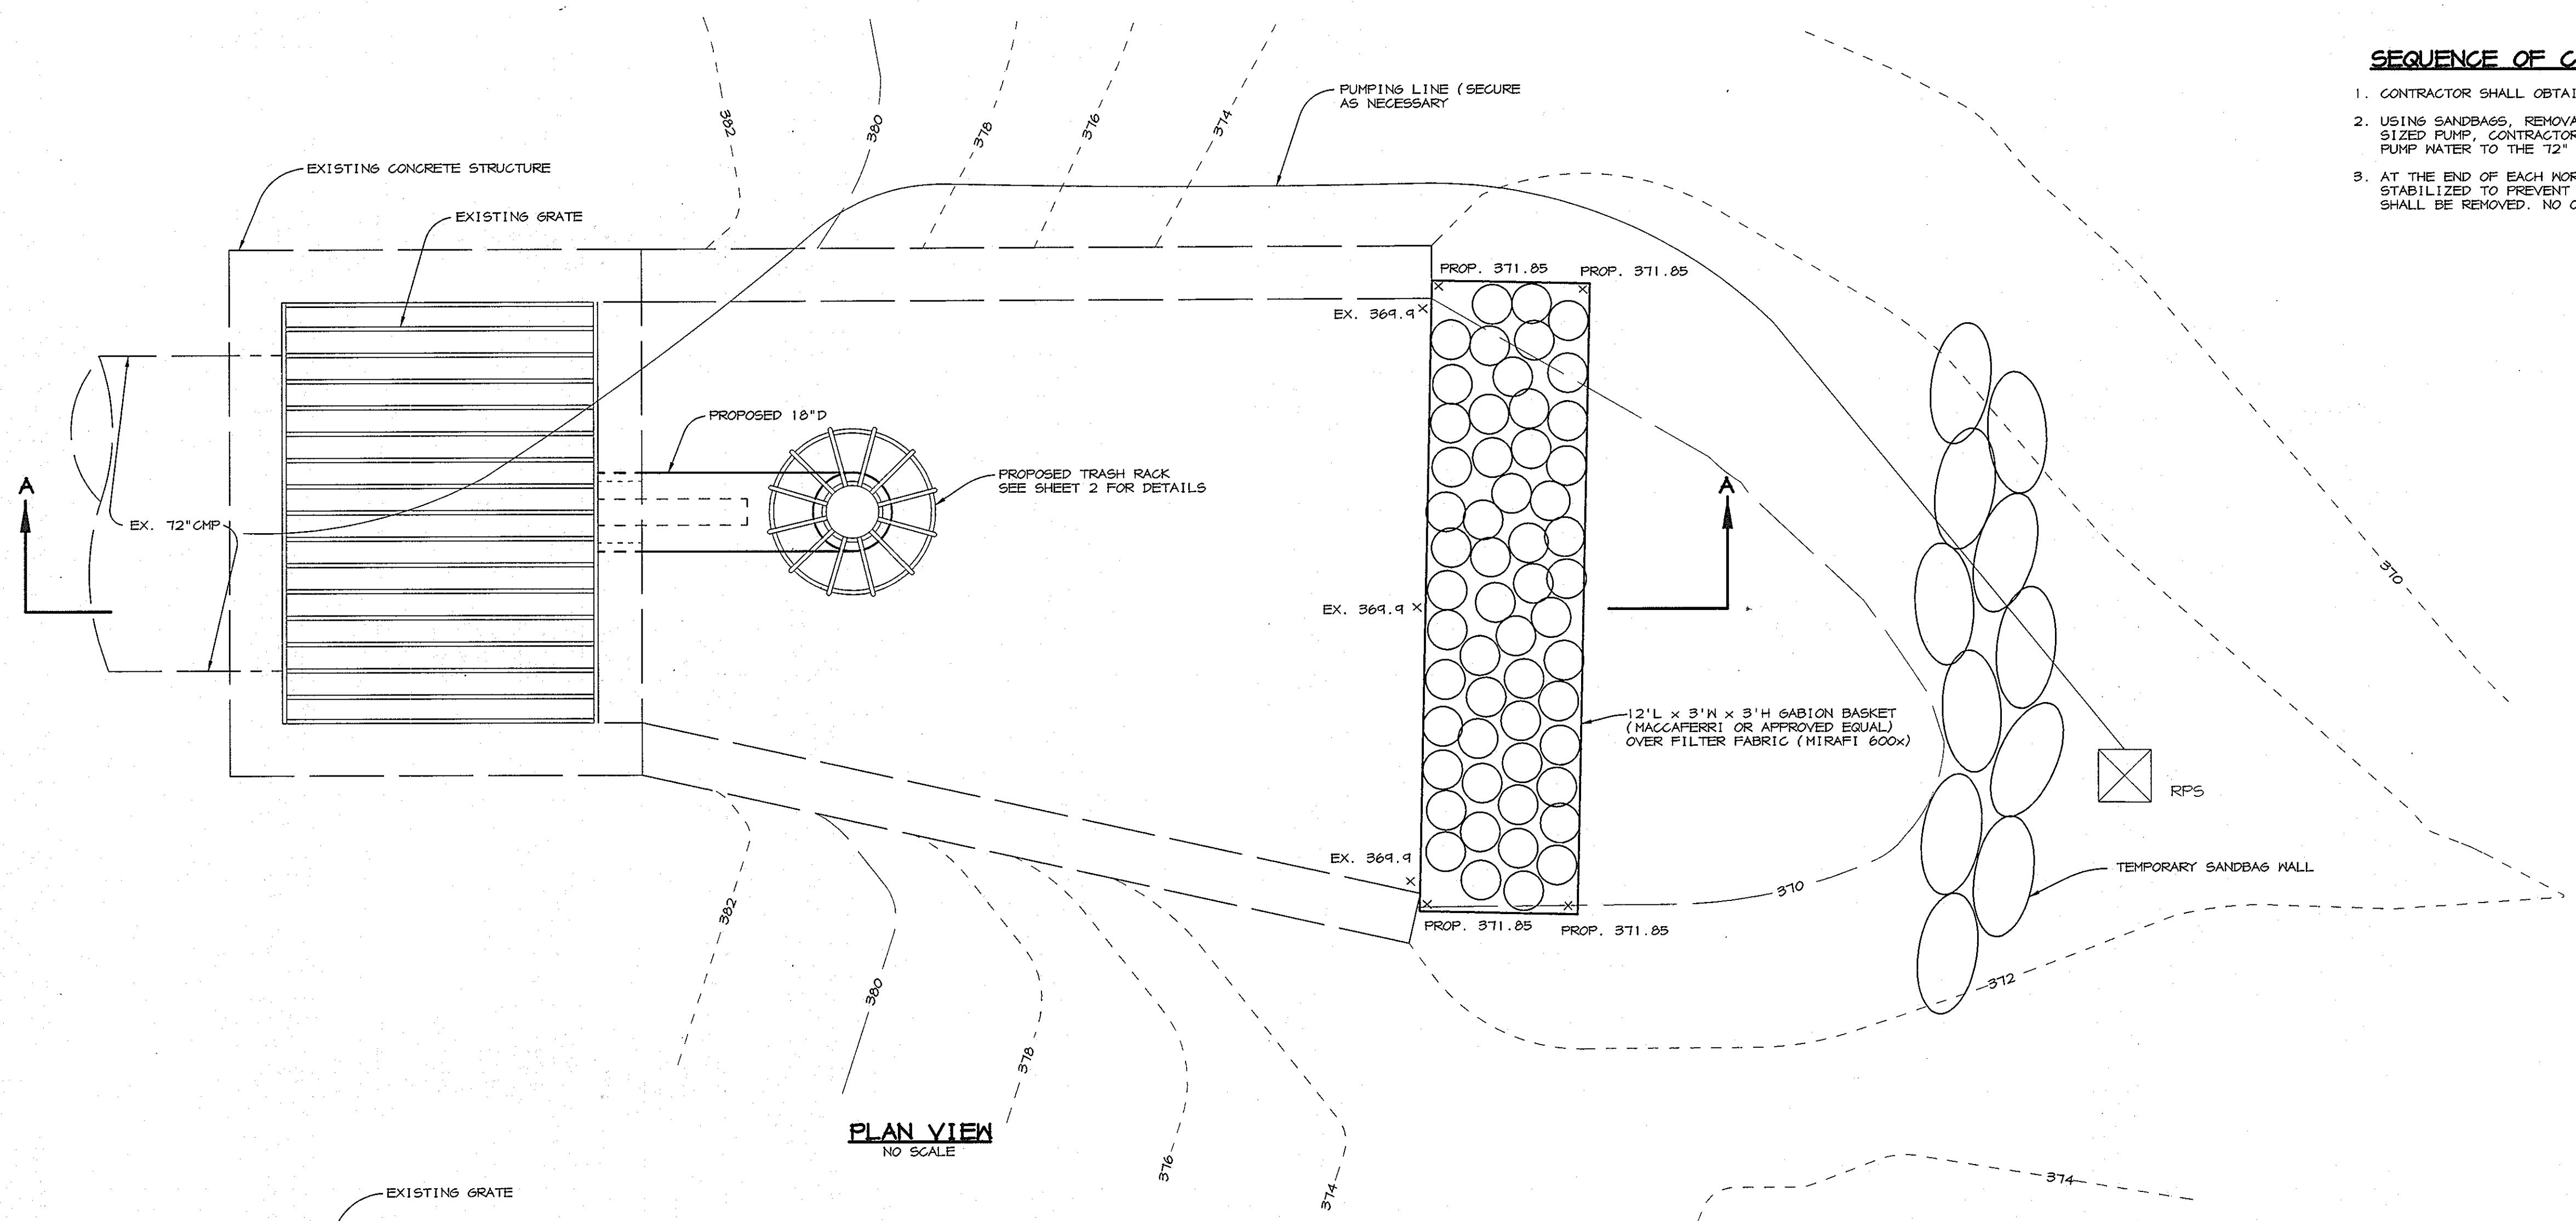 SEQUENCE OF C
1. CONTRACTOR SHALL OBTAI
2. USING SANDBAGS, REMOVA
SIZED PUMP, CONTRACTOR
PUMP WATER TO THE 72"
3. AT THE END OF EACH WOR
STABILIZED TO PREVENT
SHALL BE REMOVED. NO
PUMPING LINE (SECURE
AS NECESSARY
382
380
378
376
374
EXISTING CONCRETE STRUCTURE
EXISTING GRATE
PROP. 371.85
PROP. 371.85
EX. 369.9
PROPOSED 18"D
PROPOSED TRASH RACK
SEE SHEET 2 FOR DETAILS
A
A
EX. 72"CMP
370
EX. 369.9
12'L x 3'W x 3'H GABION BASKET
(MACCAFERRI OR APPROVED EQUAL)
OVER FILTER FABRIC (MIRAFI 600x)
RPS
EX. 369.9
TEMPORARY SANDBAG WALL
370
PROP. 371.85
PROP. 371.85
382
380
372
378
PLAN VIEW
NO SCALE
376
374
374
EXISTING GRATE